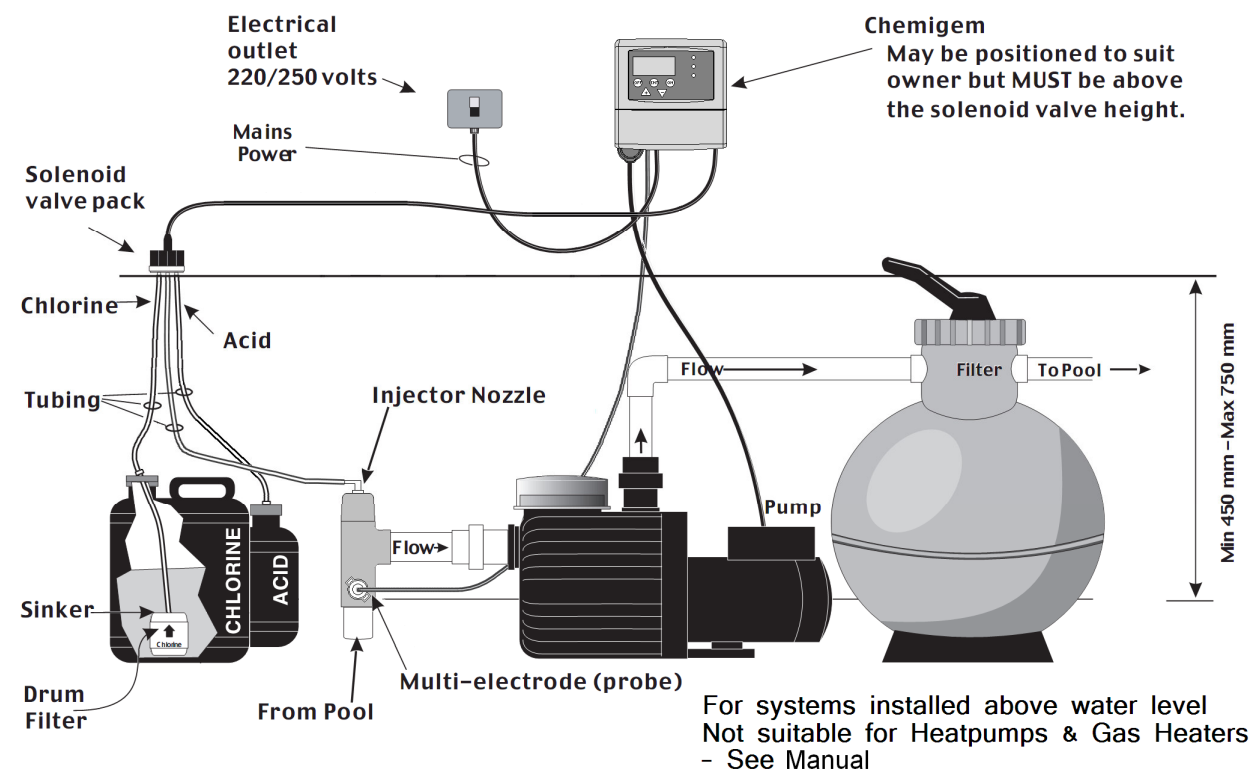 Electrical
outlet
220/250 volts
Chemigem
May be positioned to suit
owner but MUST be above
the solenoid valve height.
Mains
Power
Solenoid
valve pack
Chlorine
Acid
Tubing
Injector Nozzle
Flow
Filter
To Pool
Min 450 mm – Max 750 mm
Pump
Flow
CHLORINE
ACID
Sinker
Chlorine
Drum
Filter
From Pool
Multi-electrode (probe)
For systems installed above water level
Not suitable for Heatpumps & Gas Heaters
- See Manual